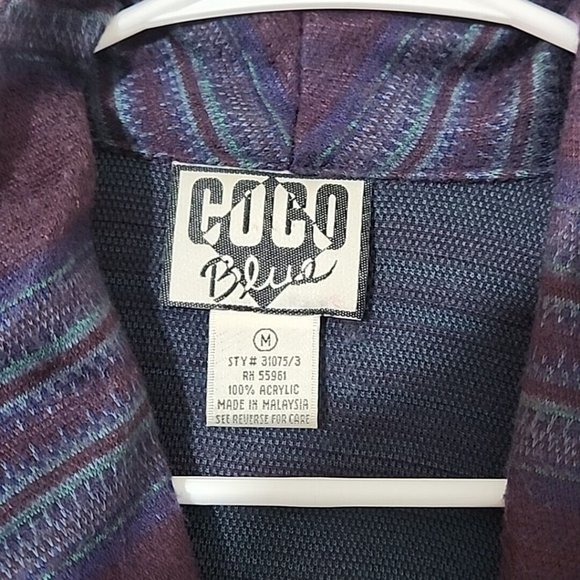 COCO
Blue
M
STY# 31075/3
RN 55961
100% ACRYLIC
MADE IN MALAYSIA
SEE REVERSE FOR CARE